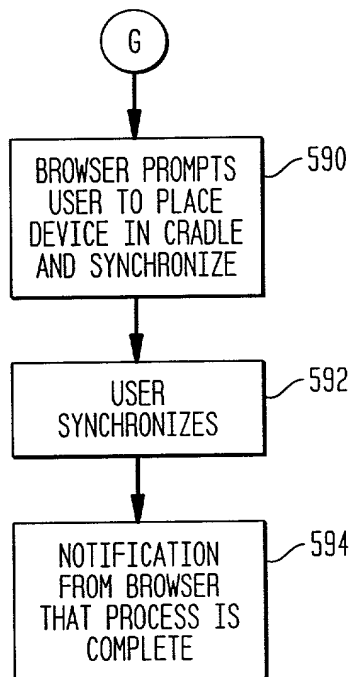 G
BROWSER PROMPTS
USER TO PLACE
DEVICE IN CRADLE
AND SYNCHRONIZE
590
USER
SYNCHRONIZES
592
NOTIFICATION
FROM BROWSER
THAT PROCESS IS
COMPLETE
594